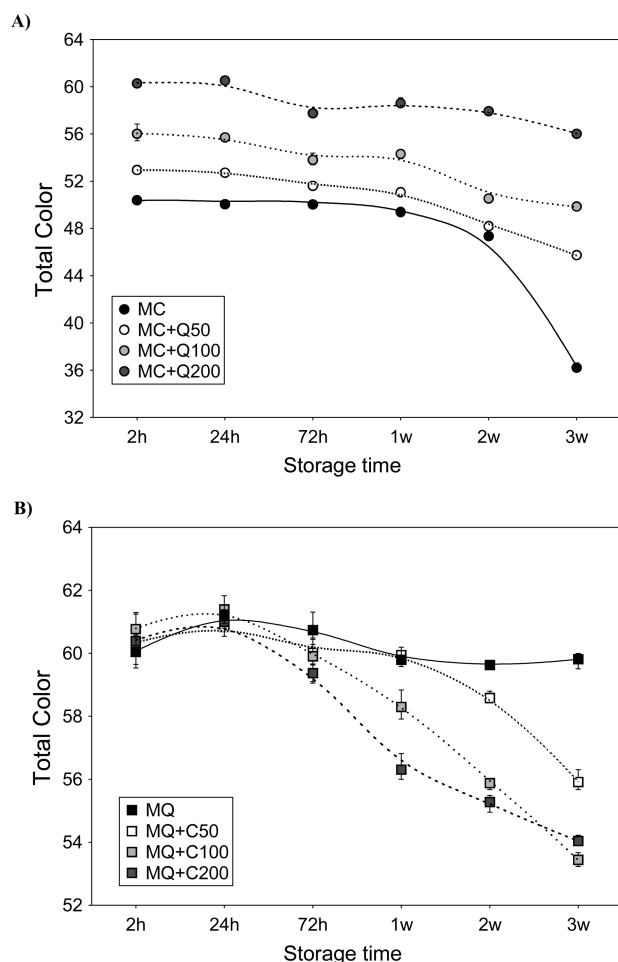 A)
64
60
56
52
48
44
40
36
32
Total Color
MC
MC+Q50
MC+Q100
MC+Q200
2h 24h 72h 1w 2w 3w
Storage time
B)
64
62
60
58
56
54
52
Total Color
MQ
MQ+C50
MQ+C100
MQ+C200
2h 24h 72h 1w 2w 3w
Storage time